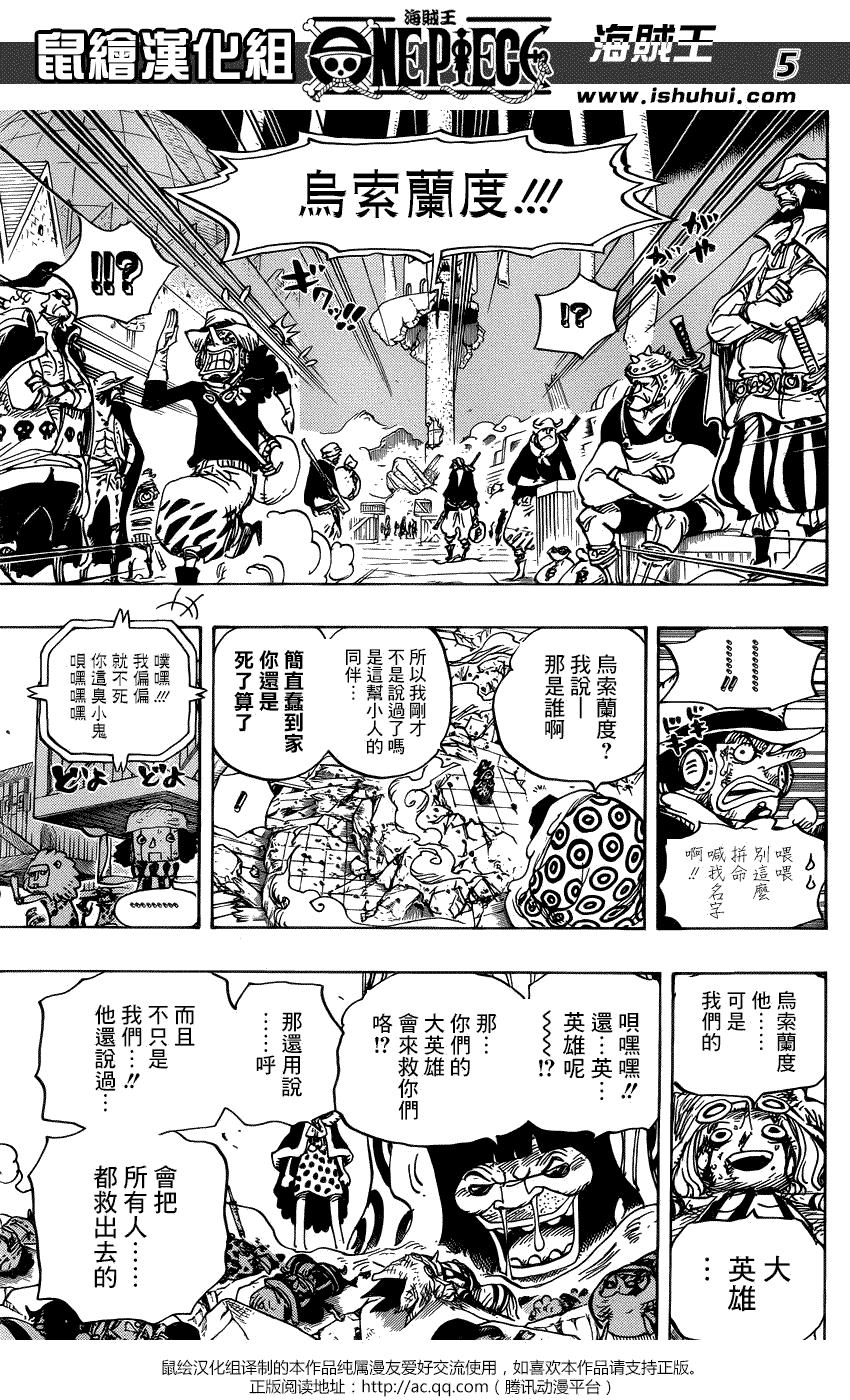 鼠繪漢化組
海賊王
ONE PIECE
海賊王
5
www.ishuhui.com
烏索蘭度!!!
!!?
ギクッ!!
!?
がやがや
がやッ
‥‥‥‥!!
ギギギ
喂喂
別這麼
拼命
喊我名字
啊!!
烏索蘭度?
我說—
那是誰啊
所以我剛才
不是說過了嗎
是這幫小人的
同伴…
簡直蠢到家
你還是
死了算了
!
噗嘿!!!
我偏偏
就不死
你這臭小鬼
唄嘿嘿嘿
どよ
どよ
…………
烏索蘭度
他……
可是
我們的
大
英雄
…
唄嘿嘿!!
還…英…
英雄呢
~~~!?
那…
你們的
大英雄
會來救你們
咯!?
那還用說
……呼
而且
不只是
我們…!!
他還說過…
會把
所有人……
都救出去的
鼠绘汉化组译制的本作品纯属漫友爱好交流使用，如喜欢本作品请支持正版。
正版阅读地址：http://ac.qq.com（腾讯动漫平台）